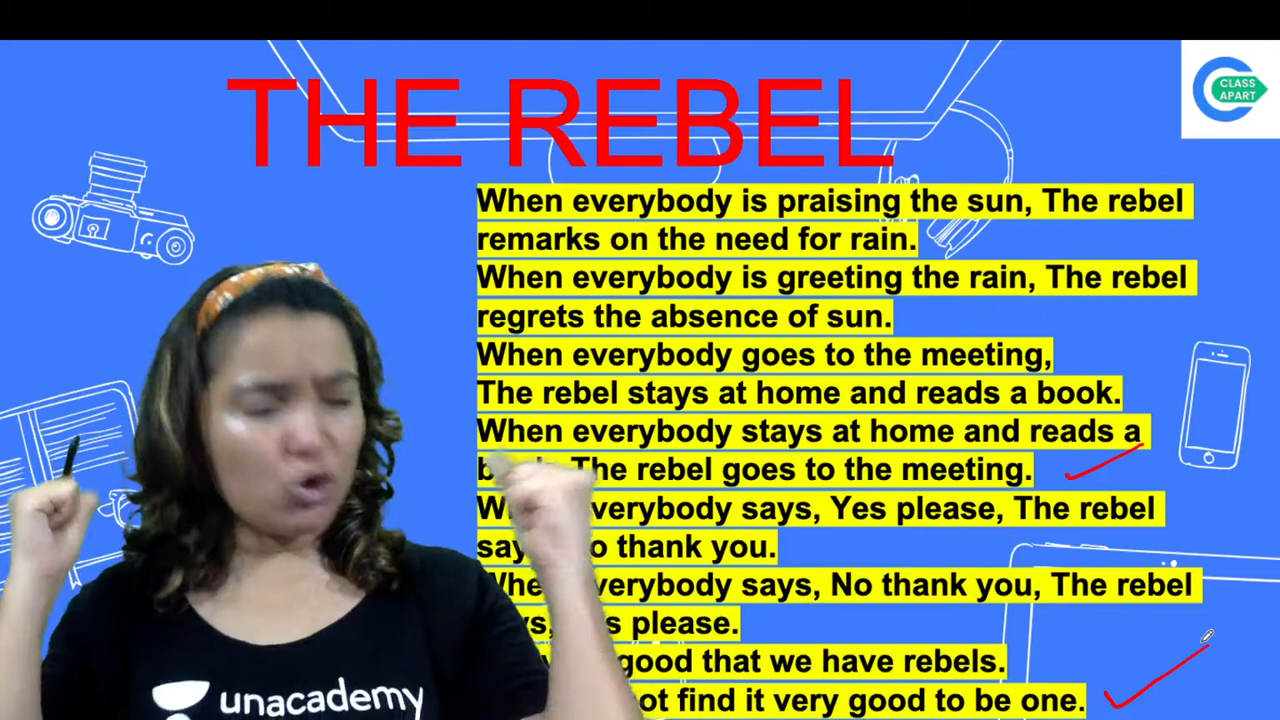 THE REBEL
CLASS
APART
When everybody is praising the sun, The rebel
remarks on the need for rain.
When everybody is greeting the rain, The rebel
regrets the absence of sun.
When everybody goes to the meeting,
The rebel stays at home and reads a book.
When everybody stays at home and reads a
The rebel goes to the meeting.
everybody says, Yes please, The rebel
thank you.
everybody says, No thank you, The rebel
please.
good that we have rebels.
find it very good to be one.
unacademy